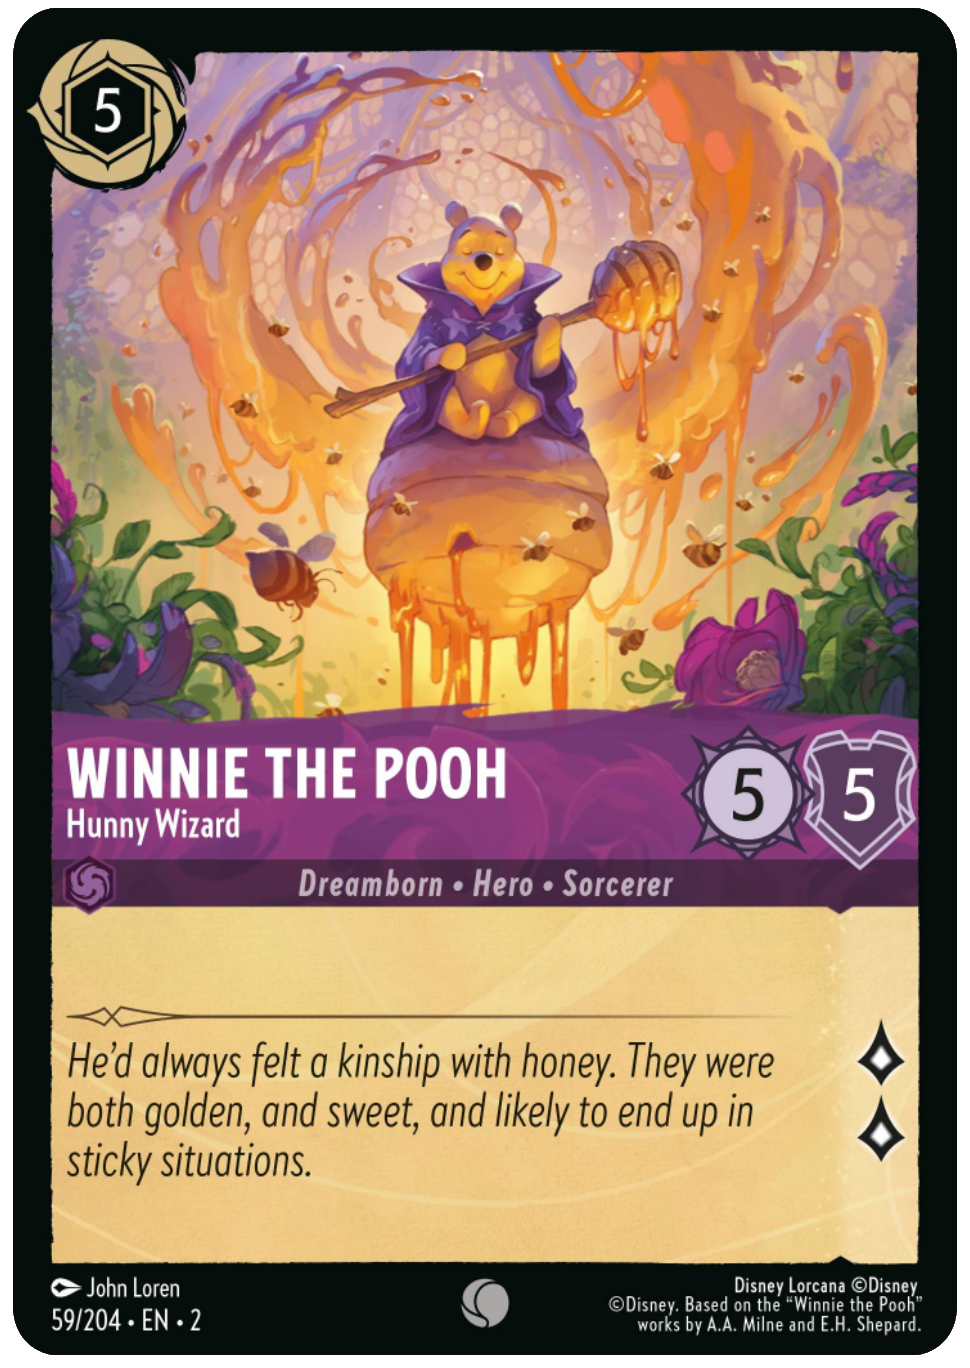 5
WINNIE THE POOH
Hunny Wizard
5
5
Dreamborn • Hero • Sorcerer
He’d always felt a kinship with honey. They were
both golden, and sweet, and likely to end up in
sticky situations.
John Loren
59/204 • EN • 2
Disney Lorcana ©Disney
©Disney. Based on the “Winnie the Pooh”
works by A.A. Milne and E.H. Shepard.